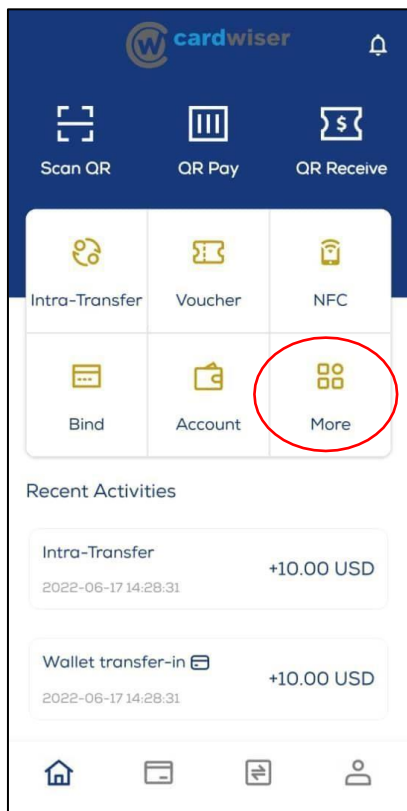 cardwiser
Scan QR QR Pay QR Receive
Intra-Transfer Voucher NFC
Bind Account More
Recent Activities
Intra-Transfer
+10.00 USD
2022-06-17 14:28:31
Wallet transfer-in
+10.00 USD
2022-06-17 14:28:31